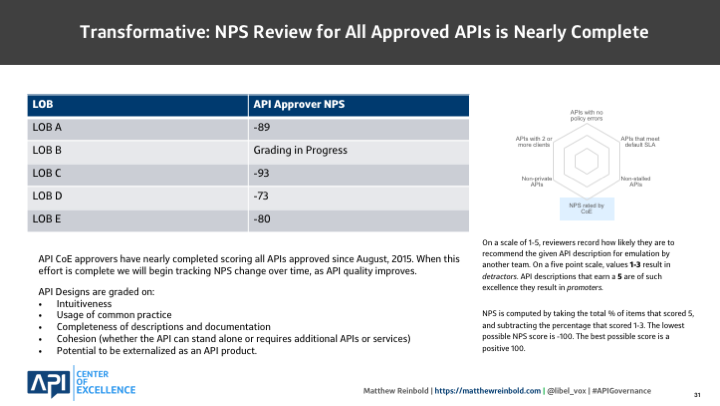 Transformative: NPS Review for All Approved APIs is Nearly Complete
LOB API Approver NPS
LOB A -89
LOB B Grading in Progress
LOB C -93
LOB D -73
LOB E -80
API CoE approvers have nearly completed scoring all APIs approved since August, 2015. When this
effort is complete we will begin tracking NPS change over time, as API quality improves.
API Designs are graded on:
• Intuitiveness
• Usage of common practice
• Completeness of descriptions and documentation
• Cohesion (whether the API can stand alone or requires additional APIs or services)
• Potential to be externalized as an API product.
APIs with no
policy errors
APIs with 2 or
more clients
APIs that meet
default SLA
Non-private
APIs
Non-stalled
APIs
NPS rated by
CoE
On a scale of 1-5, reviewers record how likely they are to
recommend the given API description for emulation by
another team. On a five point scale, values 1-3 result in
detractors. API descriptions that earn a 5 are of such
excellence they result in promoters.
NPS is computed by taking the total % of items that scored 5,
and subtracting the percentage that scored 1-3. The lowest
possible NPS score is -100. The best possible score is a
positive 100.
API
CENTER
OF
EXCELLENCE
Matthew Reinbold | https://matthewreinbold.com | @libel_vox | #APIGovernance
31